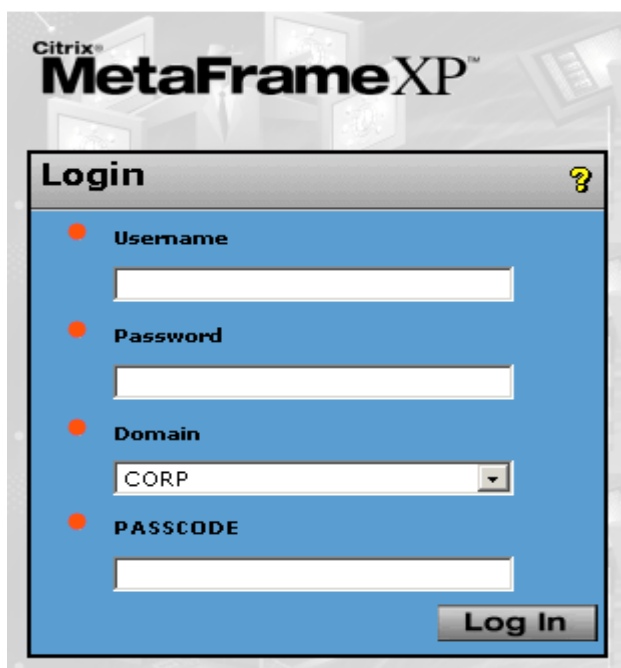 Citrix®
MetaFrameXP™
Login
?
Username
Password
Domain
CORP
PASSCODE
Log In